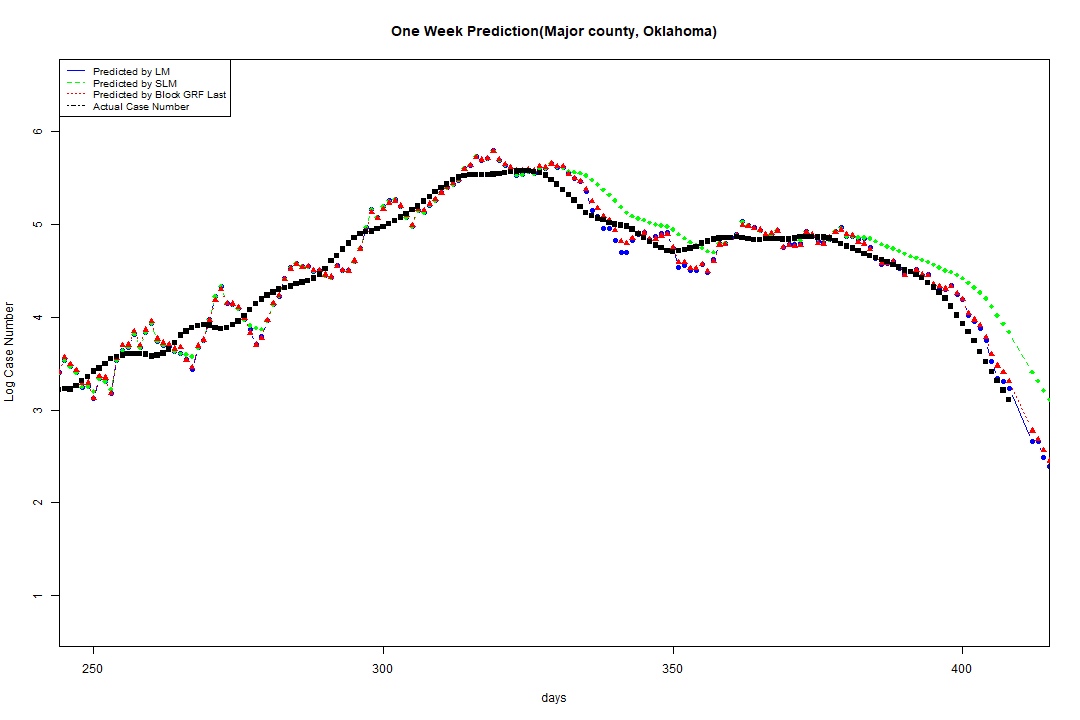 One Week Prediction(Major county, Oklahoma)
Predicted by LM
Predicted by SLM
Predicted by Block GRF Last
Actual Case Number
6
5
4
3
2
1
Log Case Number
250 300 350 400
days